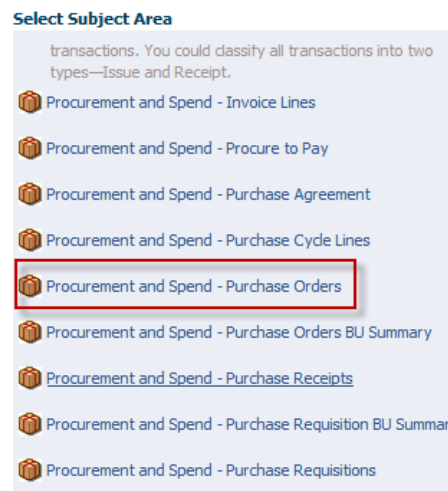 Select Subject Area
transactions. You could classify all transactions into two
types—Issue and Receipt.
Procurement and Spend - Invoice Lines
Procurement and Spend - Procure to Pay
Procurement and Spend - Purchase Agreement
Procurement and Spend - Purchase Cycle Lines
Procurement and Spend - Purchase Orders
Procurement and Spend - Purchase Orders BU Summary
Procurement and Spend - Purchase Receipts
Procurement and Spend - Purchase Requisition BU Summar
Procurement and Spend - Purchase Requisitions